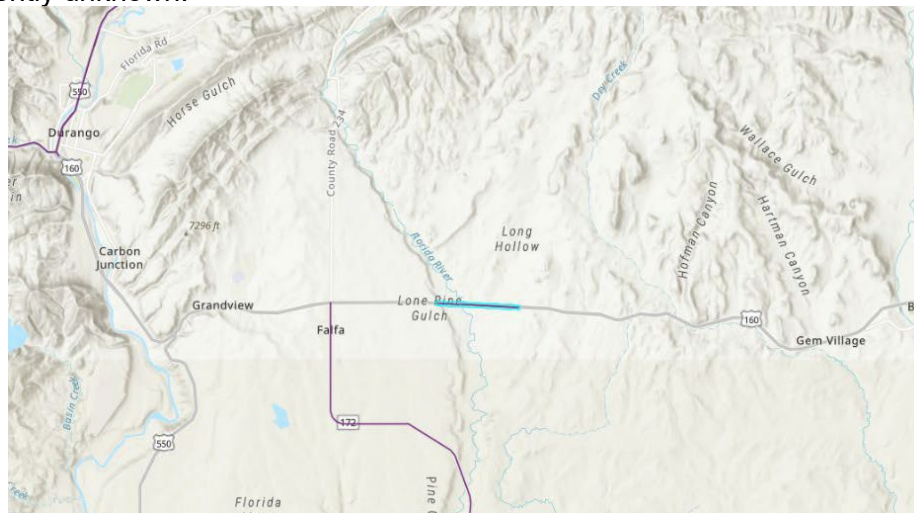 Florida Rd
550
Horse Gulch
Durango
160
County Road 234
Dry Creek
Wallace Gulch
7296 ft
Carbon
Junction
Florida River
Long
Hollow
Hofman Canyon
Hartman Canyon
Grandview
Lone Pine
Gulch
Falfa
160
Gem Village
B
172
Basin Creek
550
Florida
Pine